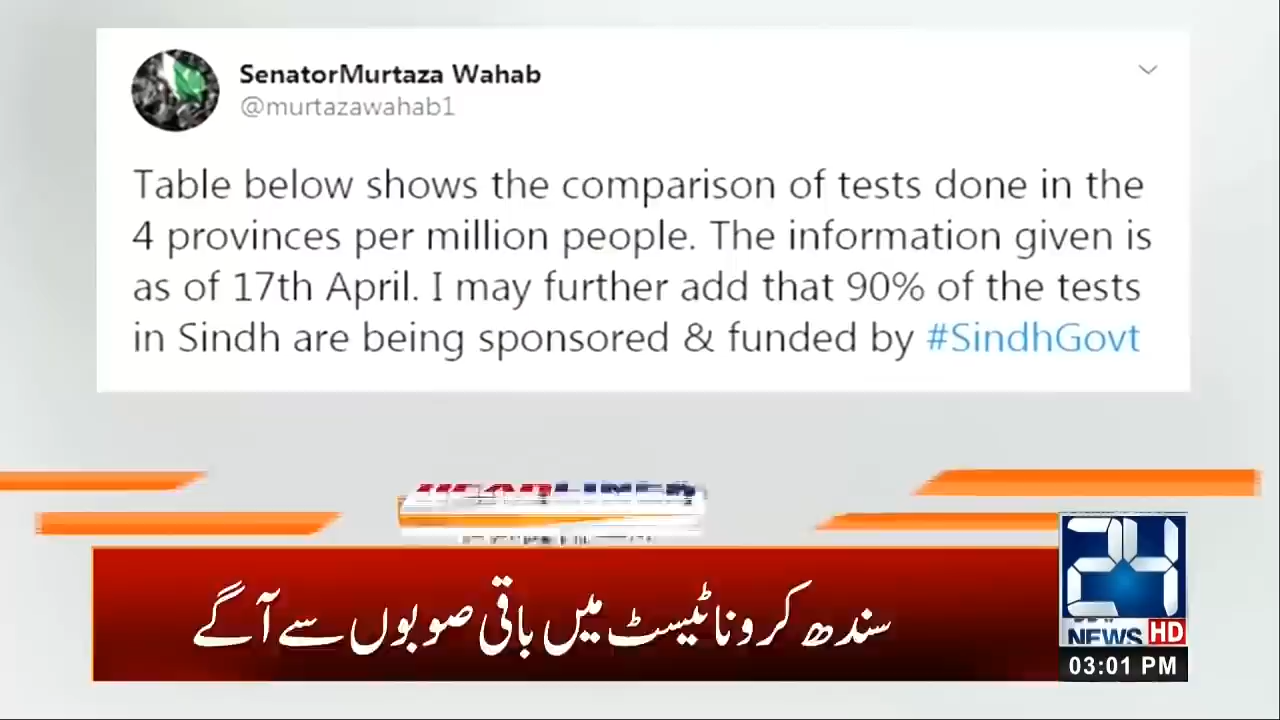 SenatorMurtaza Wahab
@murtazawahab1
Table below shows the comparison of tests done in the
4 provinces per million people. The information given is
as of 17th April. I may further add that 90% of the tests
in Sindh are being sponsored & funded by #SindhGovt
HEADLINES
سندھ کرونا ٹیسٹ میں باقی صوبوں سے آگے
24
NEWS HD
03:01 PM